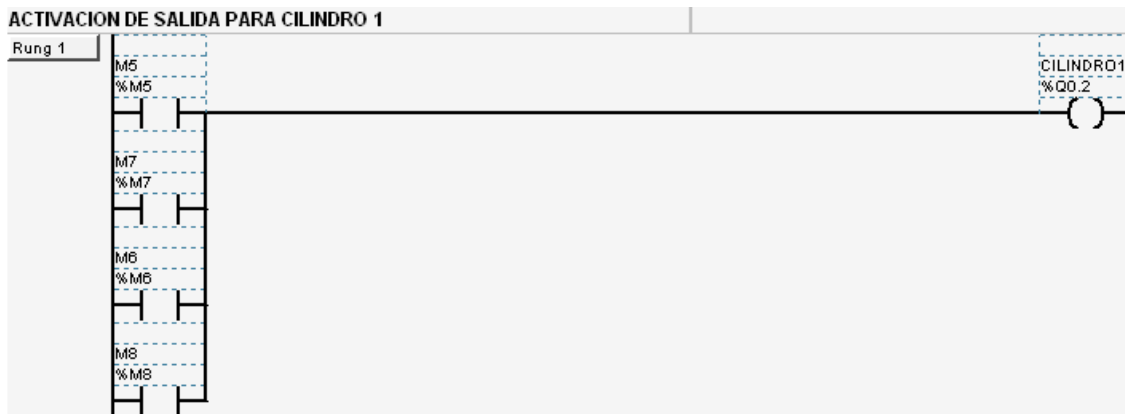 ACTIVACION DE SALIDA PARA CILINDRO 1
Rung 1
M5
%M5
CILINDRO1
%Q0.2
M7
%M7
M6
%M6
M8
%M8